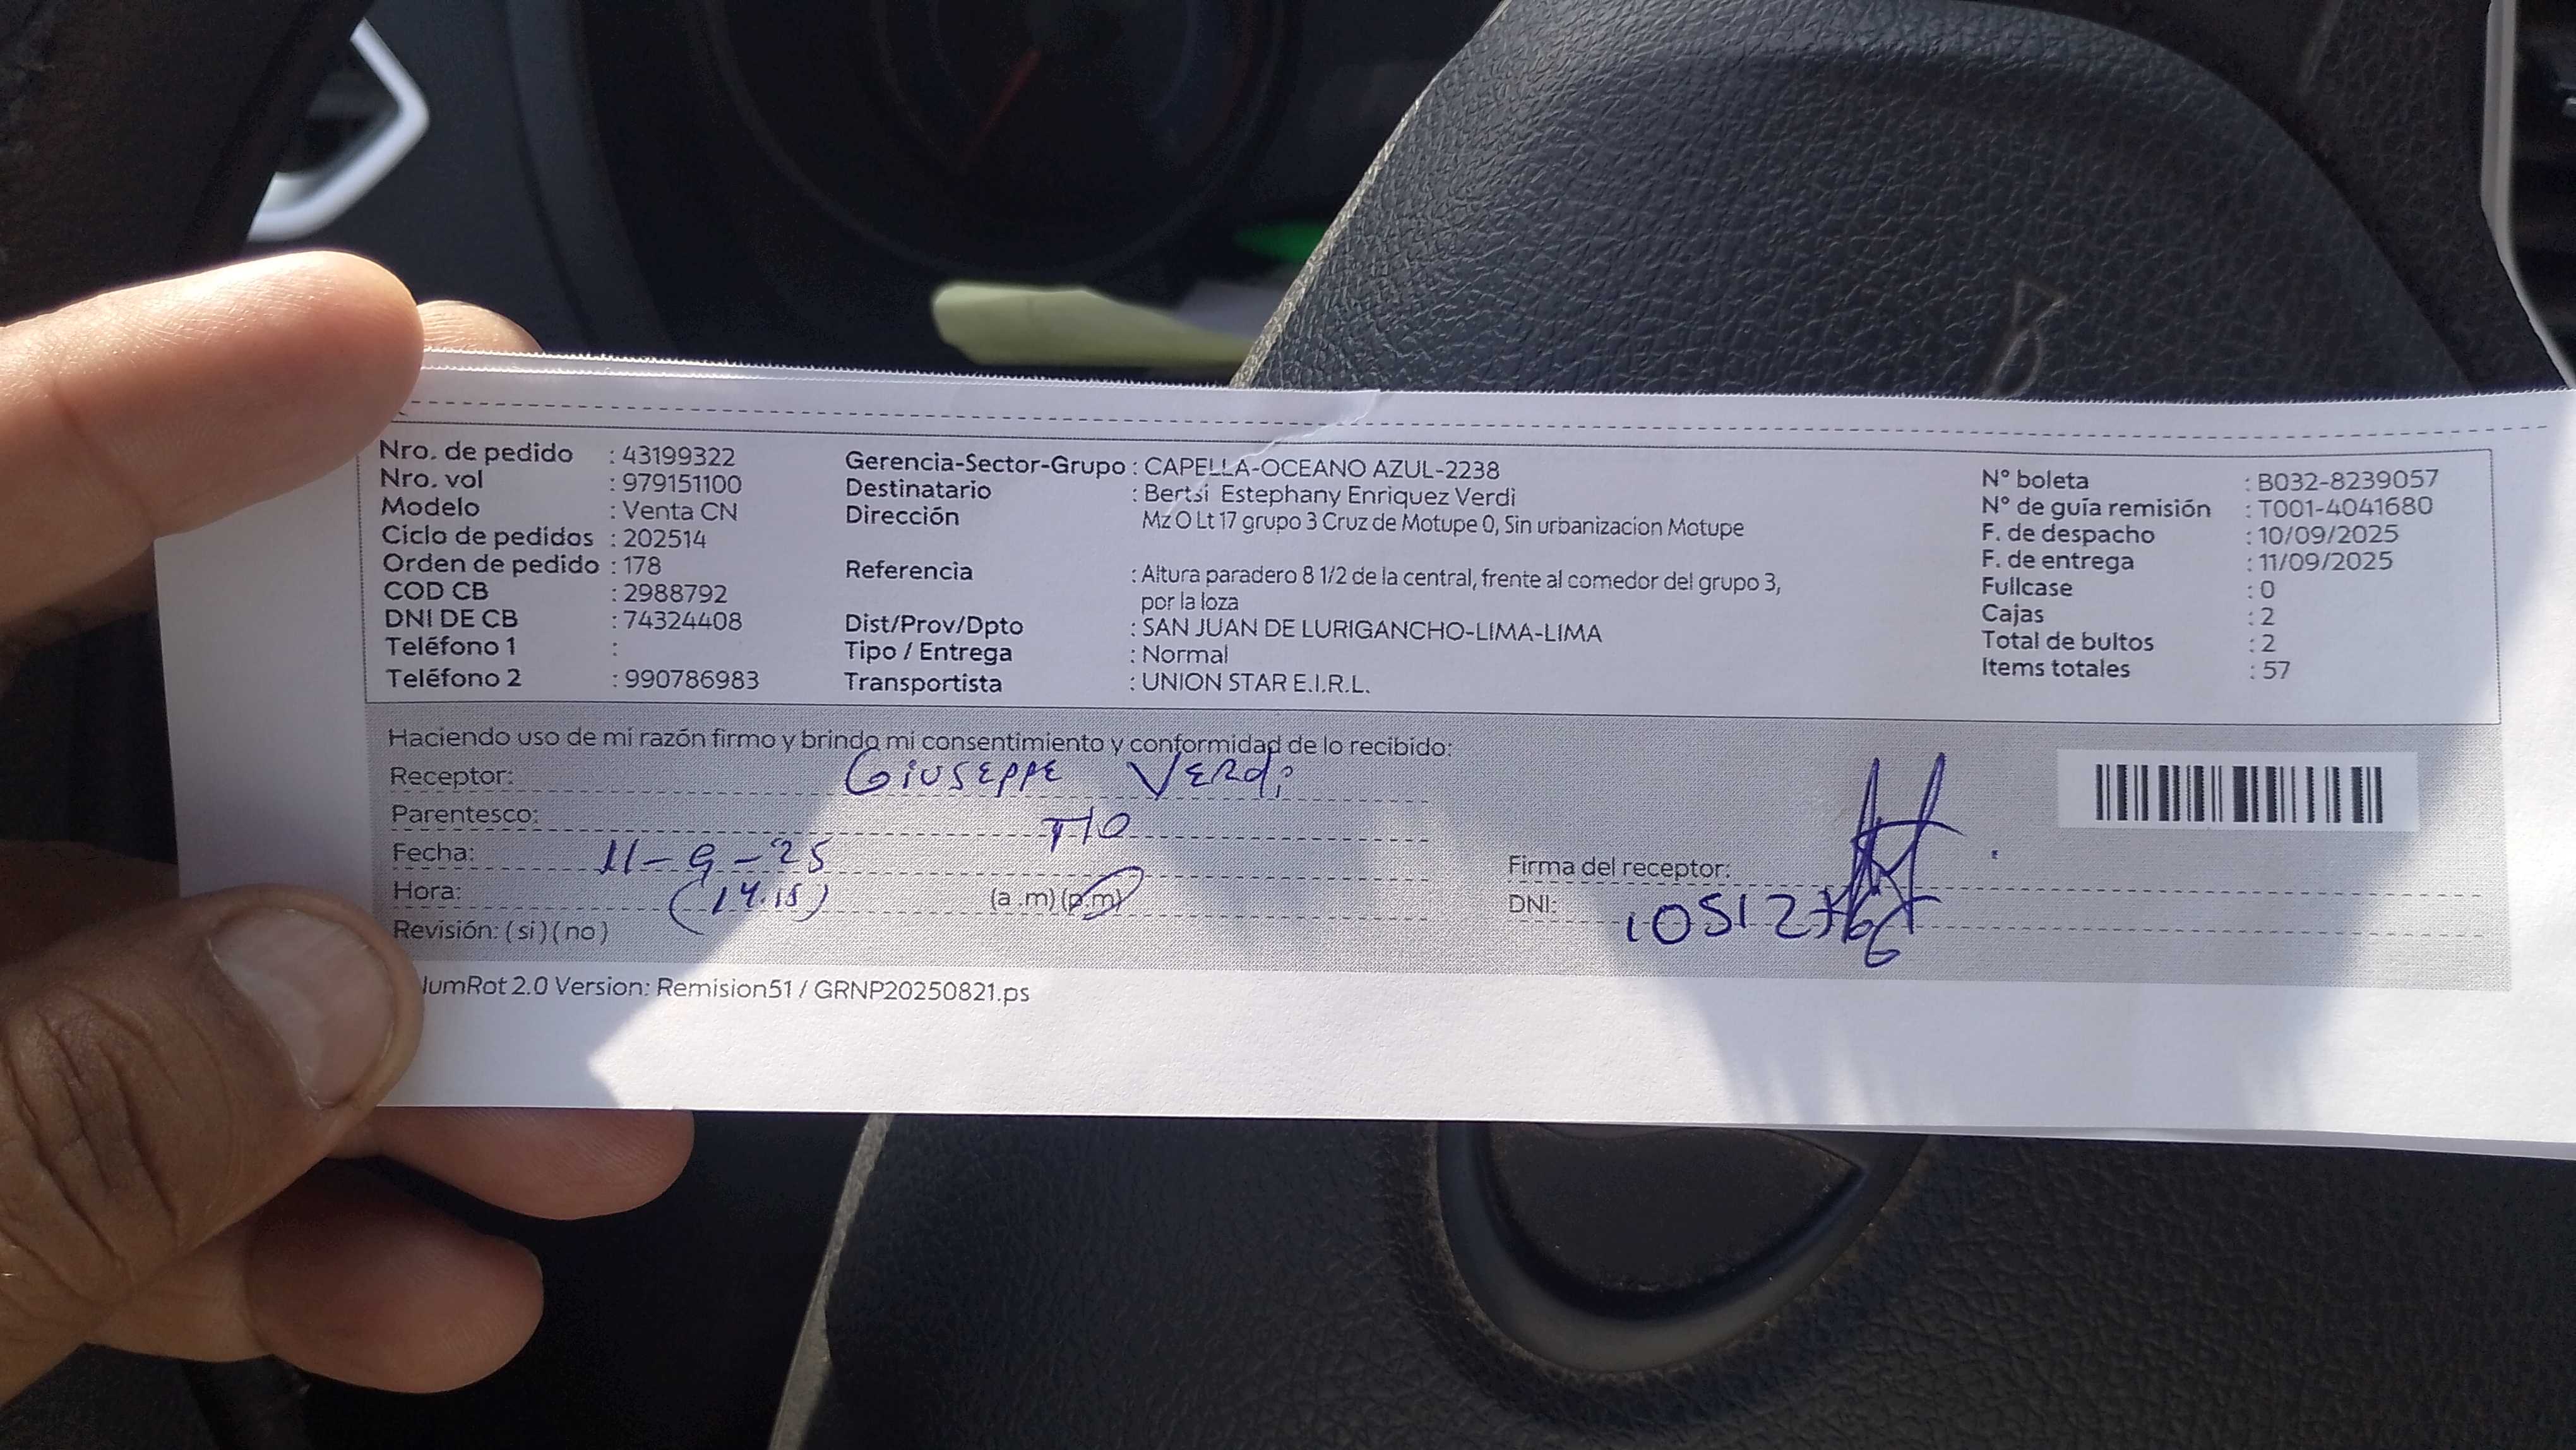 Nro. de pedido : 43199322
Nro. vol : 979151100
Modelo : Venta CN
Ciclo de pedidos : 202514
Orden de pedido : 178
COD CB : 2988792
DNI DE CB : 74324408
Teléfono 1 :
Teléfono 2 : 990786983
Gerencia-Sector-Grupo : CAPELLA-OCEANO AZUL-2238
Destinatario : Bertsi Estephany Enriquez Verdi
Dirección Mz O Lt 17 grupo 3 Cruz de Motupe 0, Sin urbanizacion Motupe
Referencia : Altura paradero 8 1/2 de la central, frente al comedor del grupo 3,
por la loza
Dist/Prov/Dpto : SAN JUAN DE LURIGANCHO-LIMA-LIMA
Tipo / Entrega : Normal
Transportista : UNION STAR E.I.R.L.
N° boleta : B032-8239057
N° de guía remisión : T001-4041680
F. de despacho : 10/09/2025
F. de entrega : 11/09/2025
Fullcase : 0
Cajas : 2
Total de bultos : 2
Items totales : 57
Haciendo uso de mi razón firmo y brindo mi consentimiento y conformidad de lo recibido:
Receptor: GIUSEPPE VERDi
Parentesco: TIO
Fecha: 11-9-25
Hora: (14.15) (a.m)(p.m)
Revisión: (si)(no)
Firma del receptor:
DNI:
lumRot 2.0 Version: Remision51 / GRNP20250821.ps